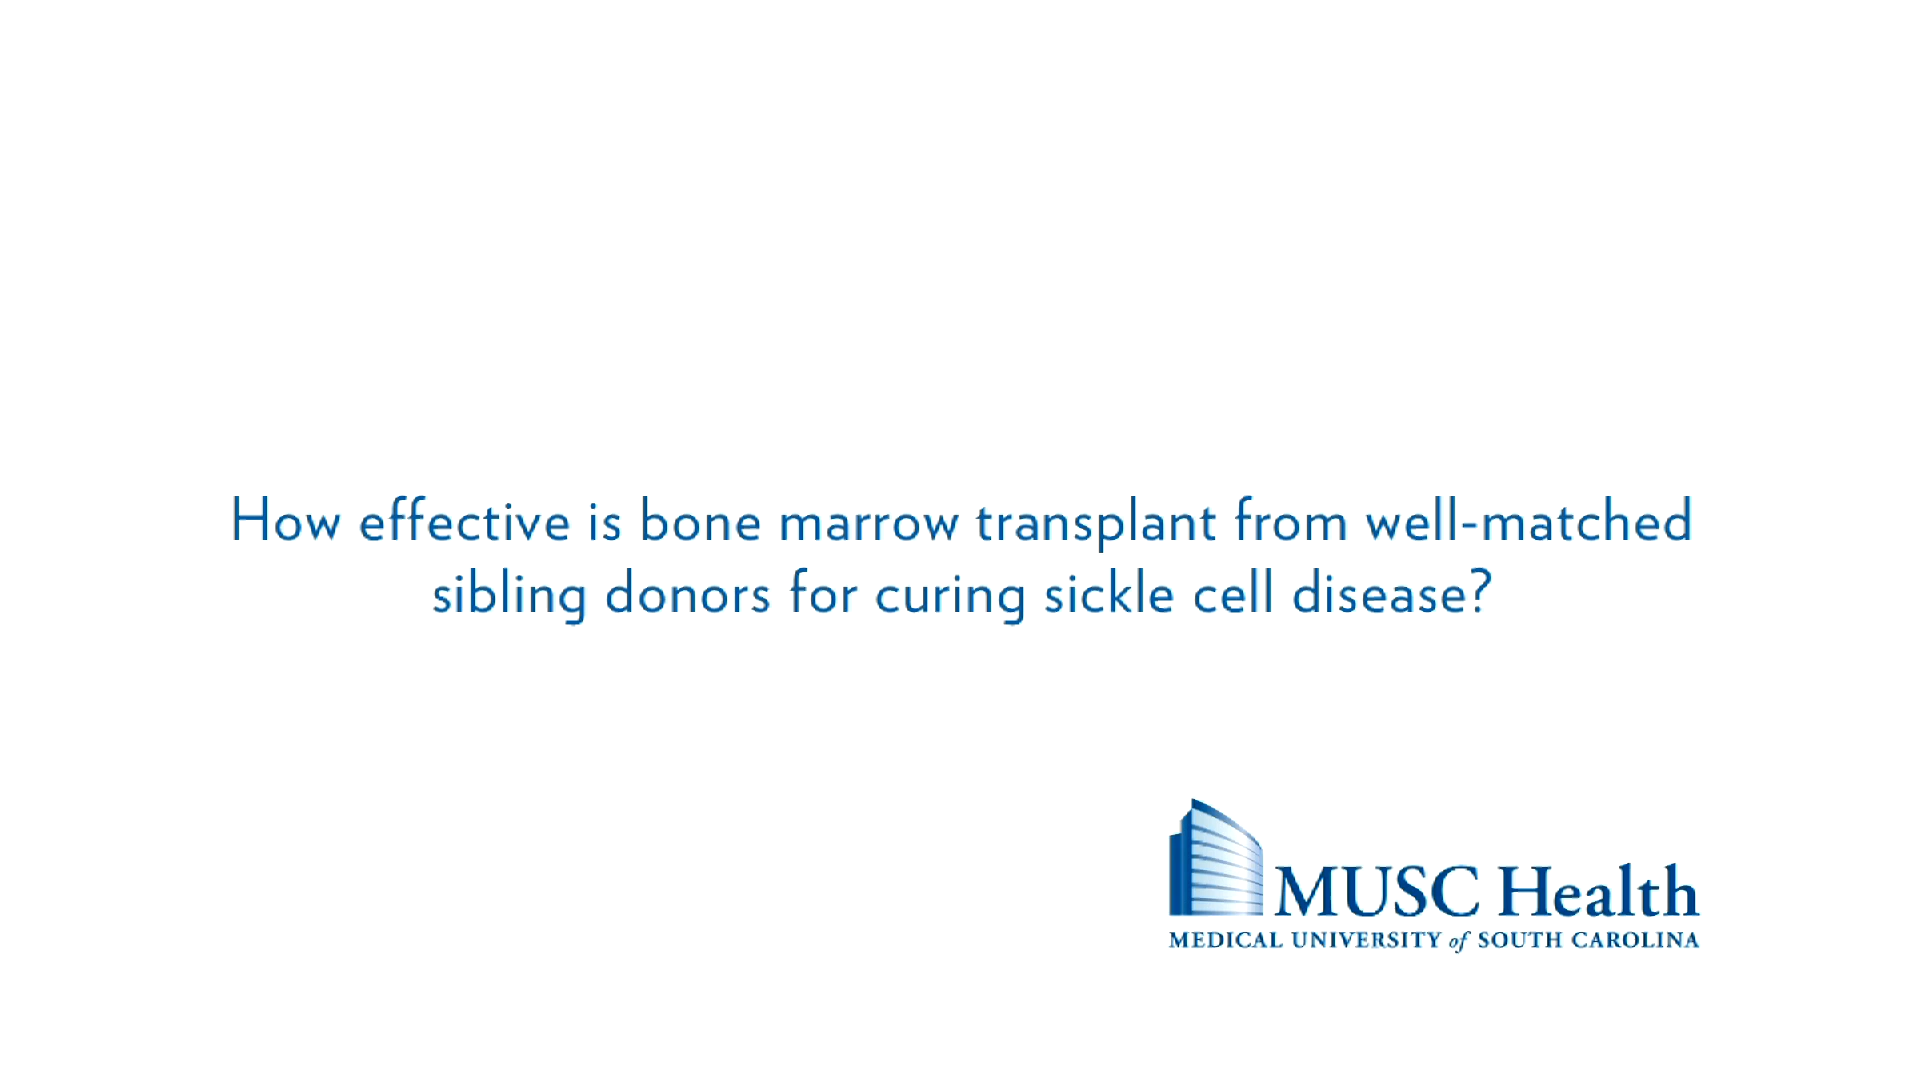 How effective is bone marrow transplant from well-matched
sibling donors for curing sickle cell disease?
MUSC Health
MEDICAL UNIVERSITY of SOUTH CAROLINA